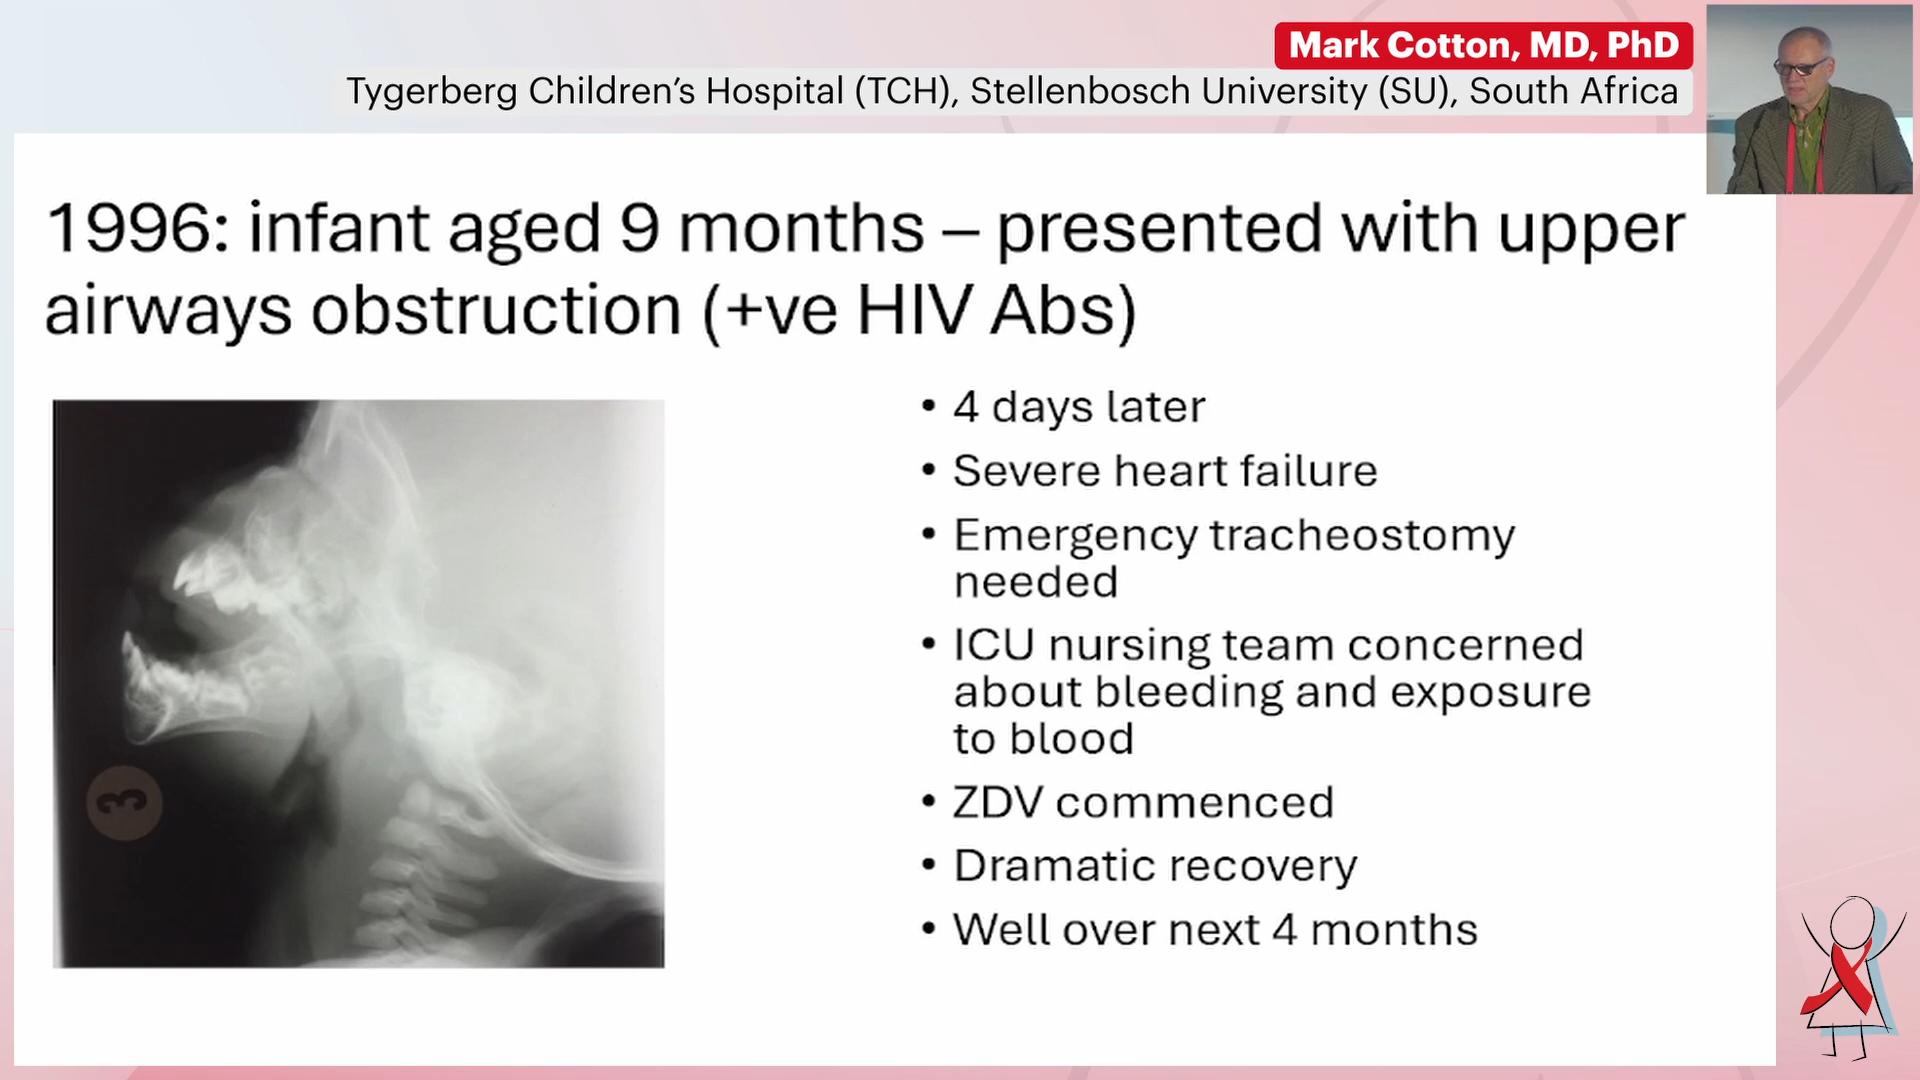 Mark Cotton, MD, PhD
Tygerberg Children’s Hospital (TCH), Stellenbosch University (SU), South Africa
1996: infant aged 9 months – presented with upper
airways obstruction (+ve HIV Abs)
• 4 days later
• Severe heart failure
• Emergency tracheostomy
needed
• ICU nursing team concerned
about bleeding and exposure
to blood
• ZDV commenced
• Dramatic recovery
• Well over next 4 months
3